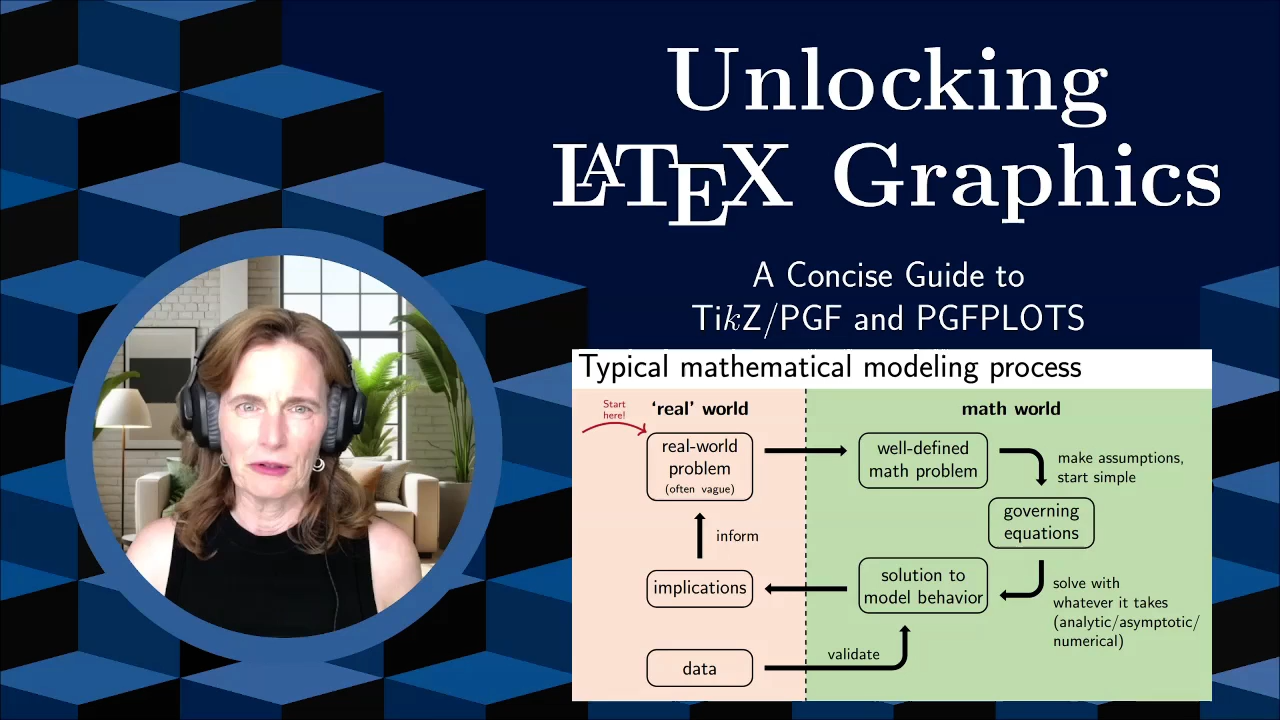 Unlocking
LATEX Graphics
A Concise Guide to
TikZ/PGF and PGFPLOTS
Typical mathematical modeling process
Start
here!
‘real’ world
math world
real-world
problem
(often vague)
well-defined
math problem
make assumptions,
start simple
governing
equations
inform
implications
solution to
model behavior
solve with
whatever it takes
(analytic/asymptotic/
numerical)
data
validate